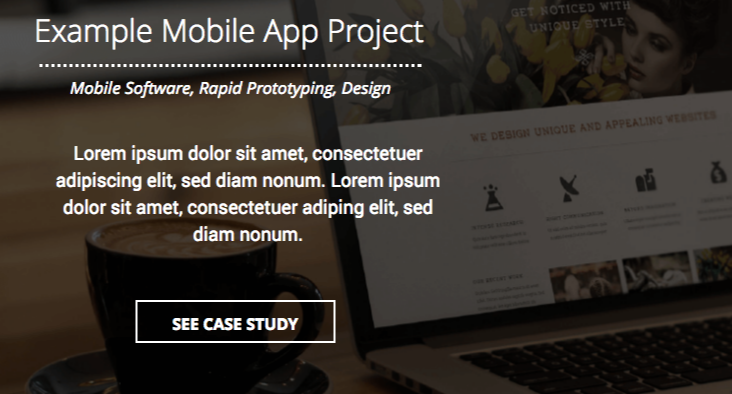 Example Mobile App Project
Mobile Software, Rapid Prototyping, Design
Lorem ipsum dolor sit amet, consectetuer
adipiscing elit, sed diam nonum. Lorem ipsum
dolor sit amet, consectetuer adiping elit, sed
diam nonum.
SEE CASE STUDY
GET NOTICED WITH
UNIQUE STYLE
WE DESIGN UNIQUE AND APPEALING WEBSITES